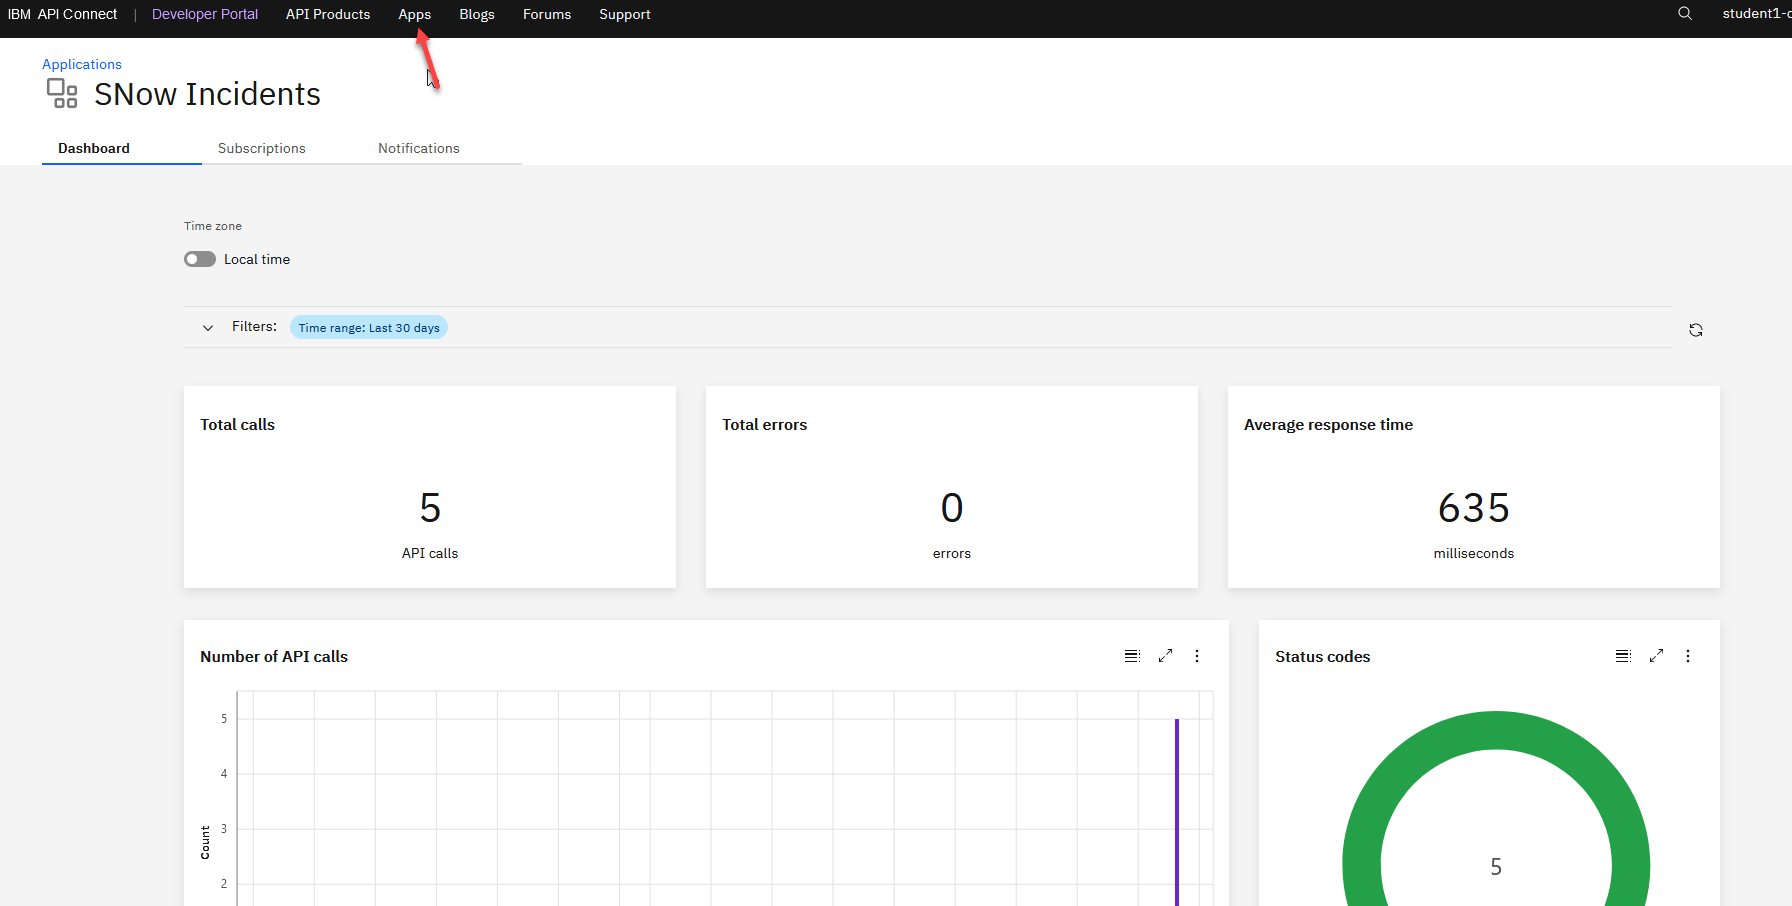 IBM API Connect | Developer Portal API Products Apps Blogs Forums Support
Applications
SNow Incidents
Dashboard Subscriptions Notifications
Time zone
Local time
Filters: Time range: Last 30 days
Total calls
5
API calls
Total errors
0
errors
Average response time
635
milliseconds
Number of API calls
5
4
3
2
Count
Status codes
5